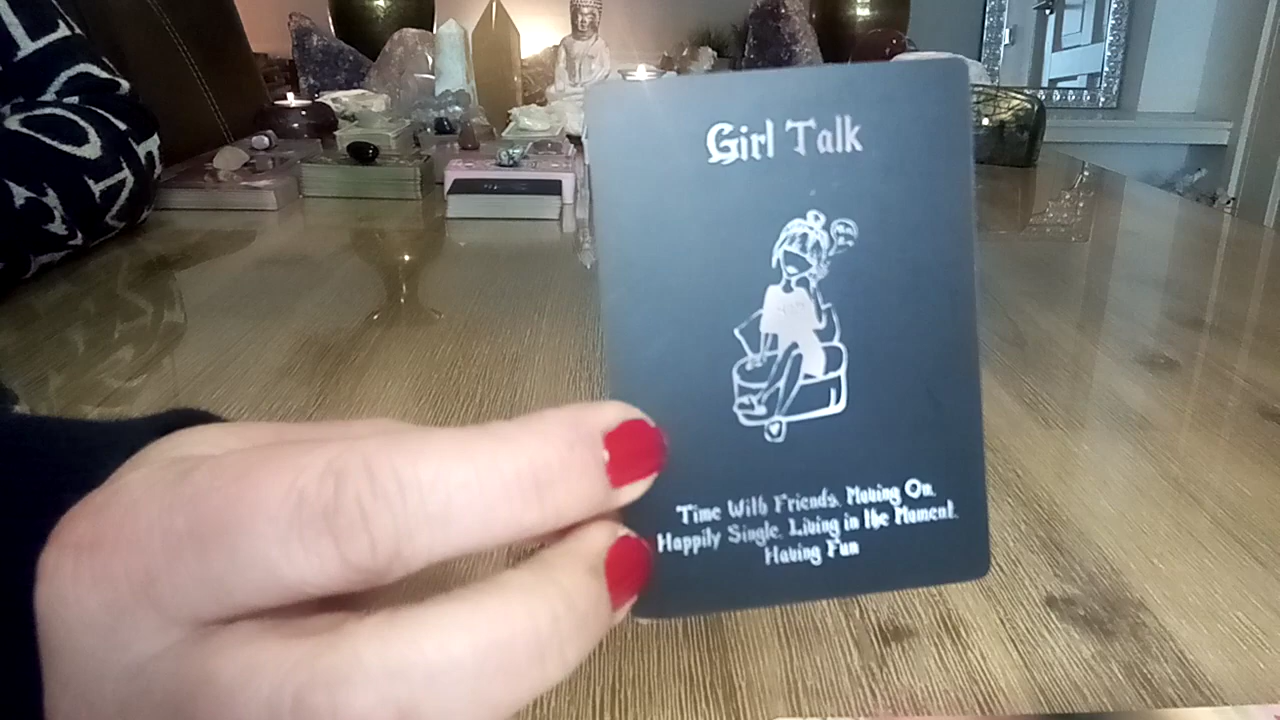 Girl Talk
Time With Friends. Moving On.
Happily Single. Living in the Moment.
Having Fun